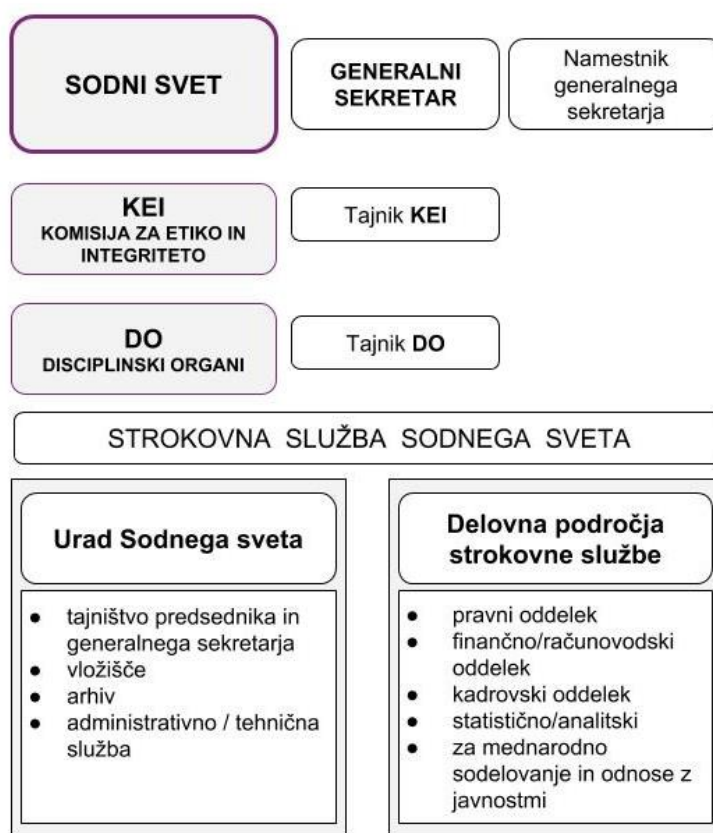 SODNI SVET
GENERALNI
SEKRETAR
Namestnik
generalnega
sekretarja
KEI
KOMISIJA ZA ETIKO IN
INTEGRITETO
Tajnik KEI
DO
DISCIPLINSKI ORGANI
Tajnik DO
STROKOVNA SLUŽBA SODNEGA SVETA
Urad Sodnega sveta
● tajništvo predsednika in
generalnega sekretarja
● vložišče
● arhiv
● administrativno / tehnična
služba
Delovna področja
strokovne službe
● pravni oddelek
● finančno/računovodski
oddelek
● kadrovski oddelek
● statistično/analitski
● za mednarodno
sodelovanje in odnose z
javnostmi